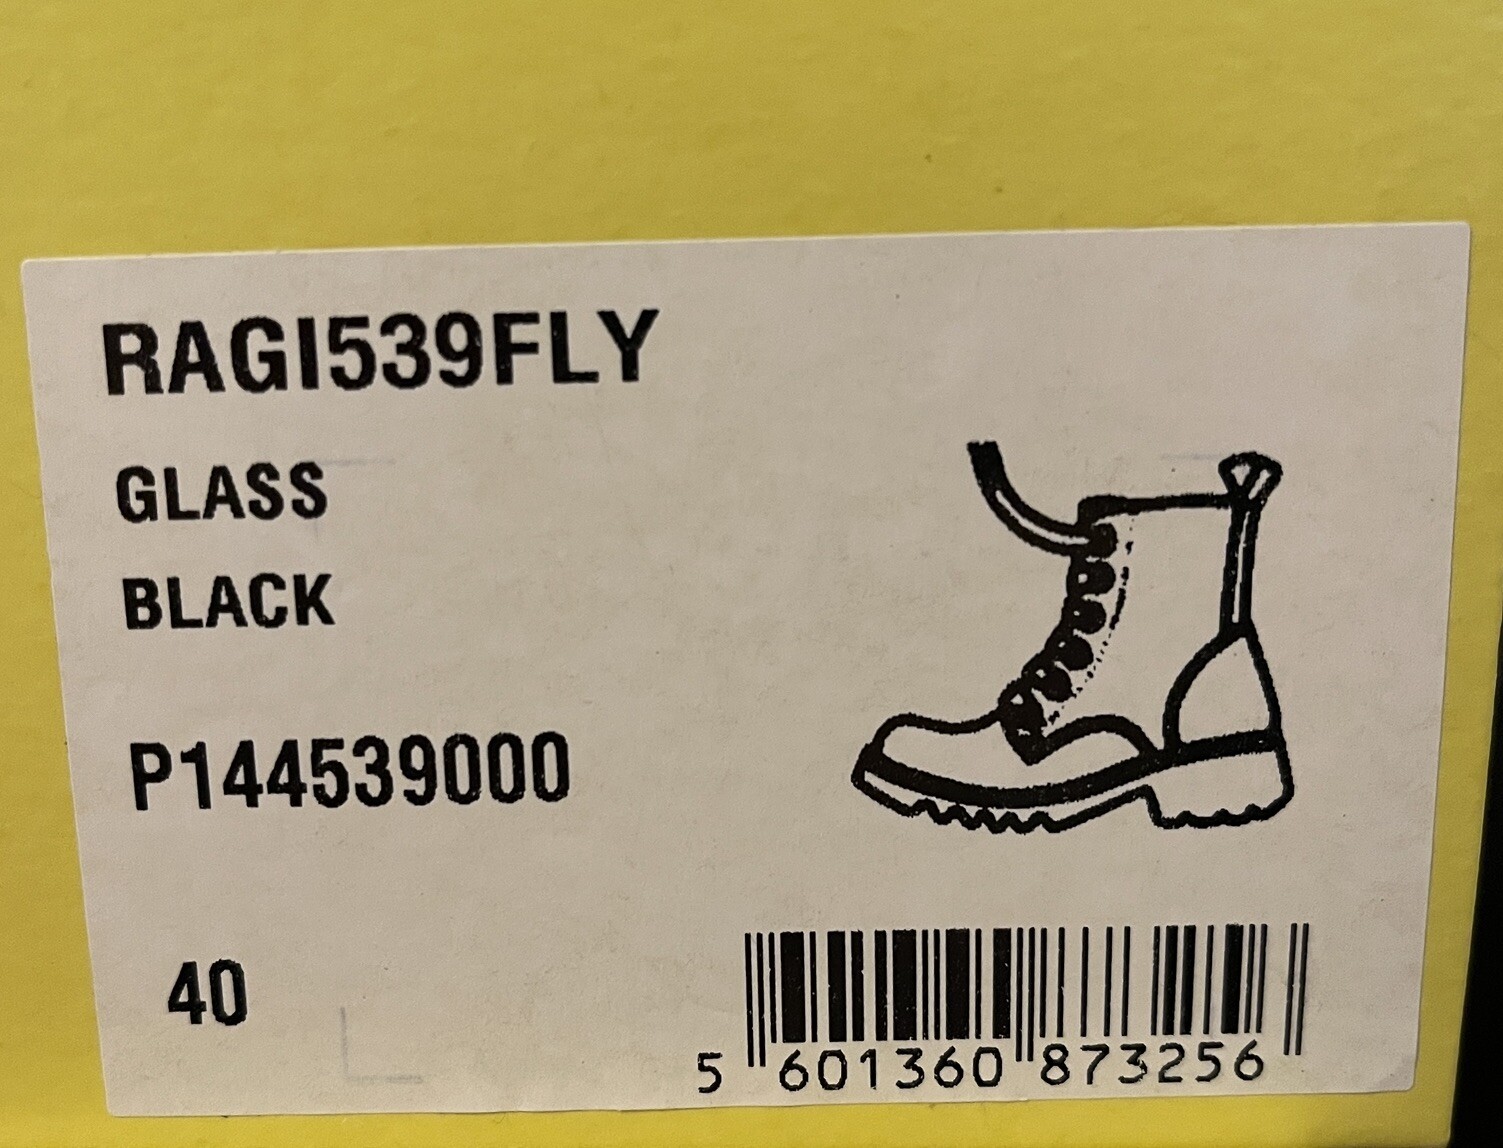 RAGI539FLY
GLASS
BLACK
P144539000
40
5 601360 873256